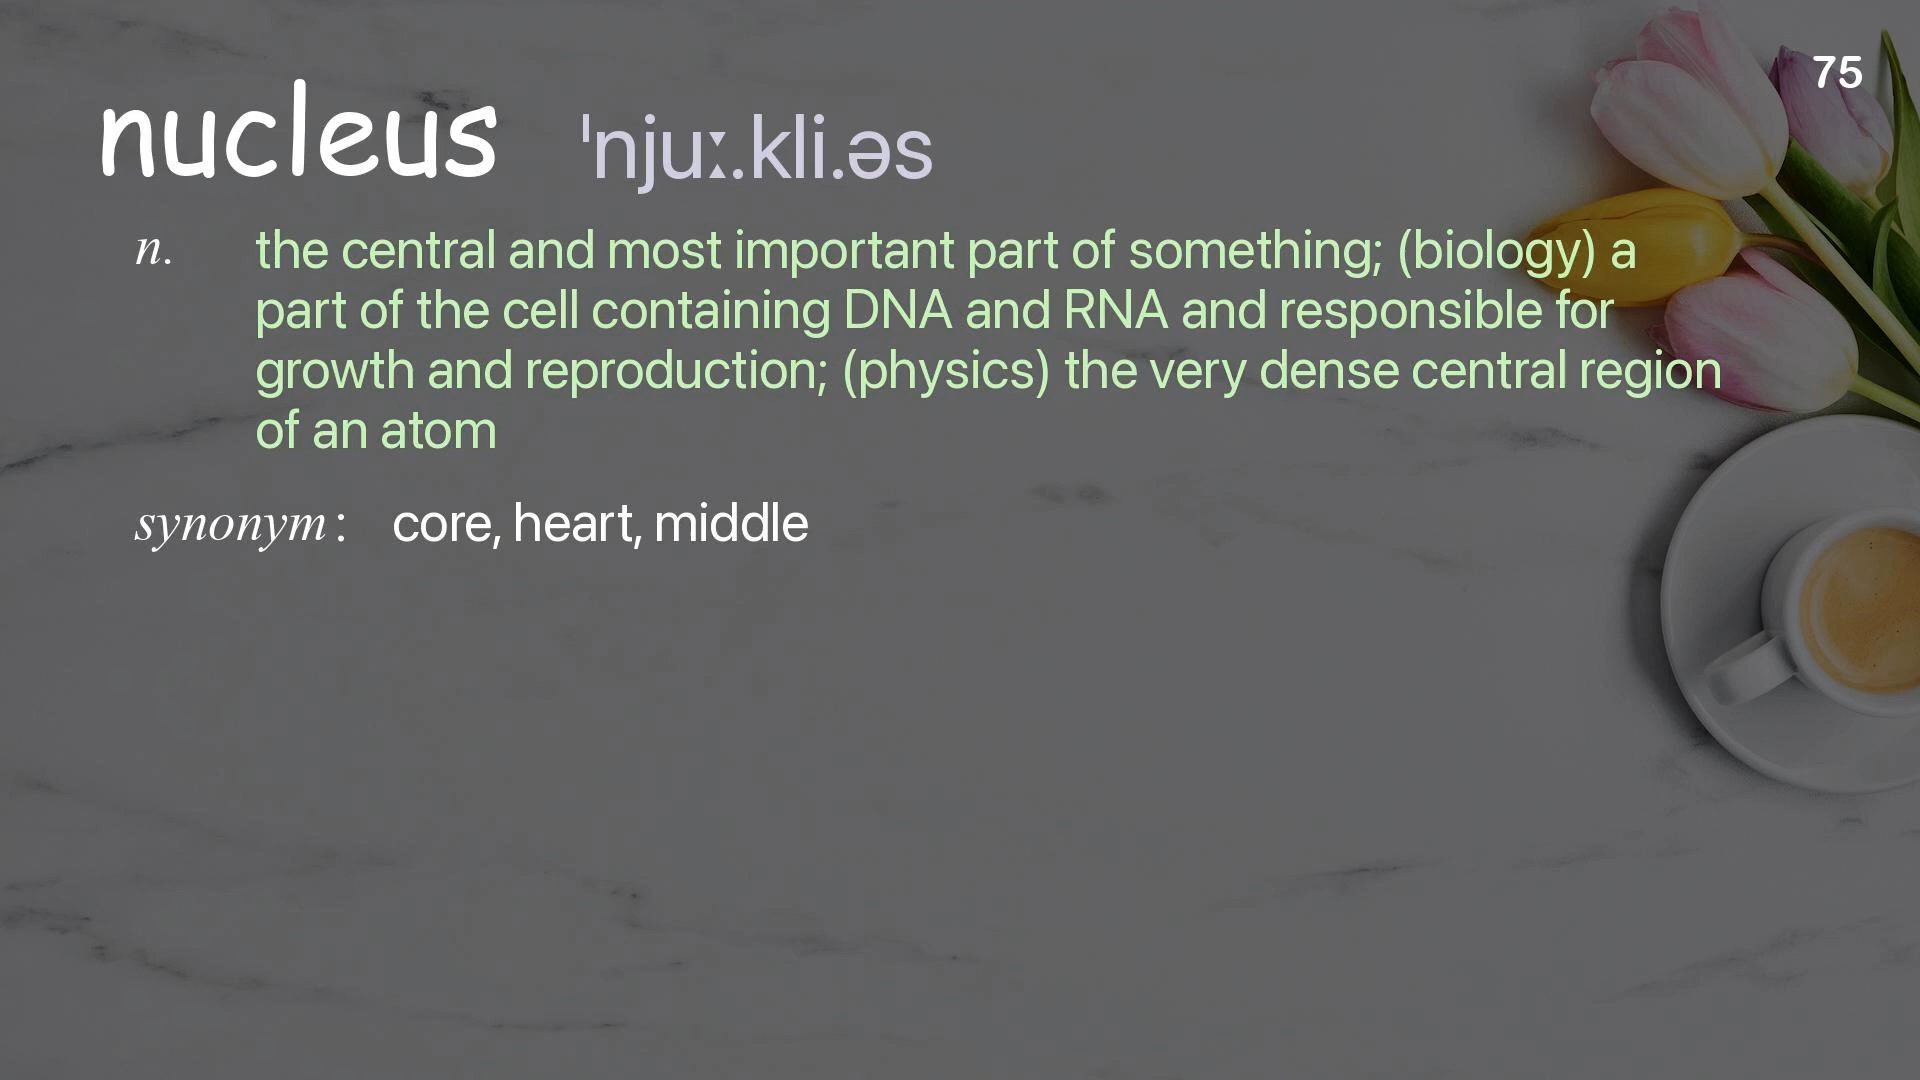 75
nucleus ˈnjuː.kli.əs
n. the central and most important part of something; (biology) a
part of the cell containing DNA and RNA and responsible for
growth and reproduction; (physics) the very dense central region
of an atom
synonym: core, heart, middle